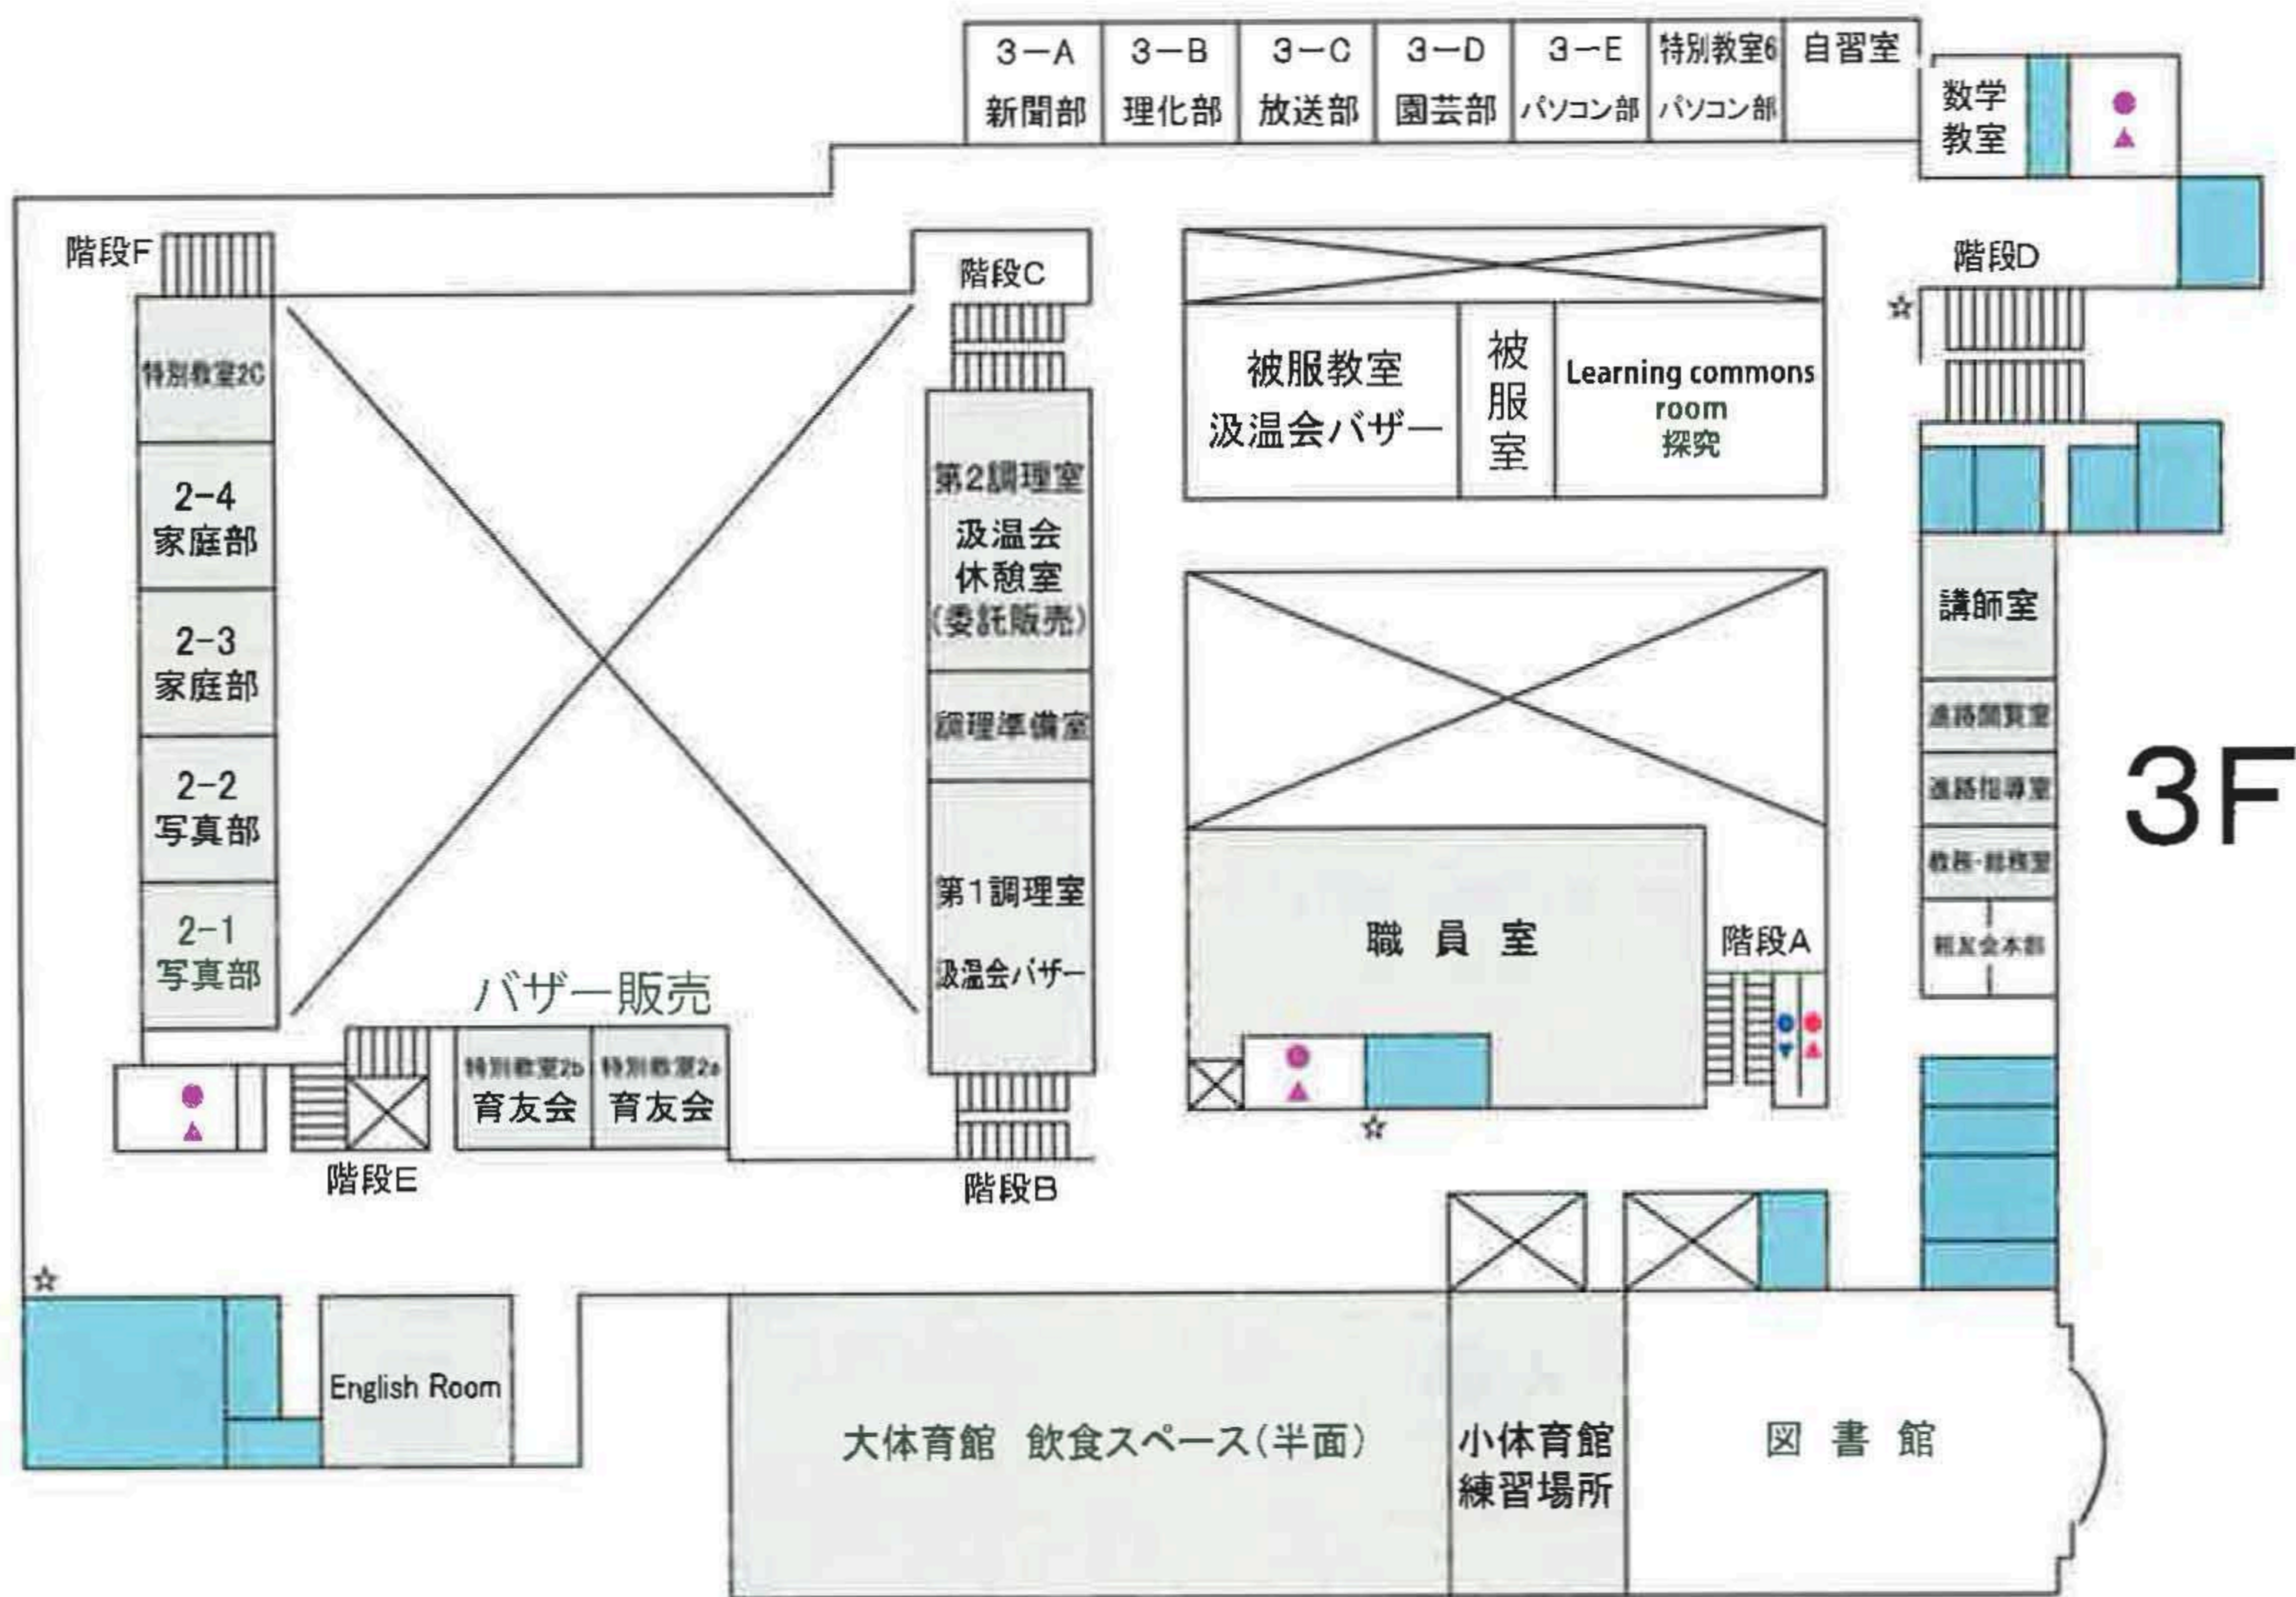 3-A
新聞部
3-B
理化部
3-C
放送部
3-D
園芸部
3-E
パソコン部
特別教室6
パソコン部
自習室
数学
教室
階段F
階段C
階段D
☆
特別教室2C
2-4
家庭部
2-3
家庭部
2-2
写真部
2-1
写真部
第2調理室
汲温会
休憩室
(委託販売)
調理準備室
第1調理室
汲温会バザー
被服教室
汲温会バザー
被
服
室
Learning commons
room
探究
講師室
進路閲覧室
進路指導室
教務・総務室
3F
職 員 室
階段A
☆
バザー販売
特別教室2b
育友会
特別教室2a
育友会
階段E
階段B
☆
English Room
大体育館 飲食スペース(半面)
小体育館
練習場所
図 書 館